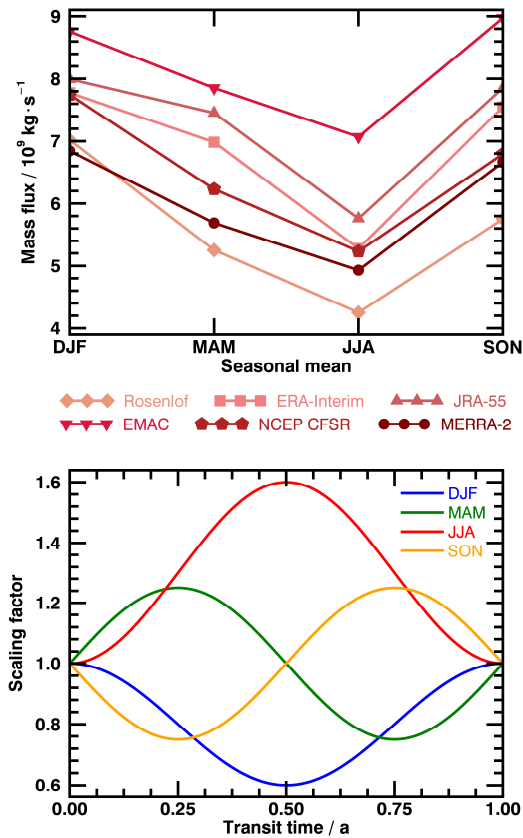 9
8
7
6
5
4
Mass flux / 10⁹ kg·s⁻¹
DJF MAM JJA SON
Seasonal mean
Rosenlof ERA-Interim JRA-55
EMAC NCEP CFSR MERRA-2
1.6
1.4
1.2
1.0
0.8
0.6
Scaling factor
DJF
MAM
JJA
SON
0.00 0.25 0.50 0.75 1.00
Transit time / a